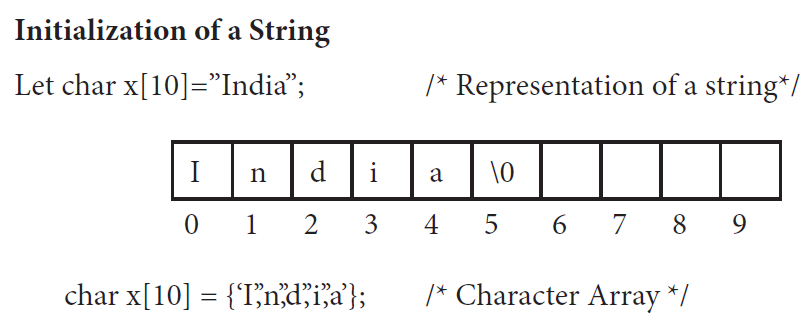 Initialization of a String
Let char x[10]=”India”; /* Representation of a string*/
I n d i a \0
0 1 2 3 4 5 6 7 8 9
char x[10] = {‘I’,’n’,’d’,’i’,’a’}; /* Character Array */